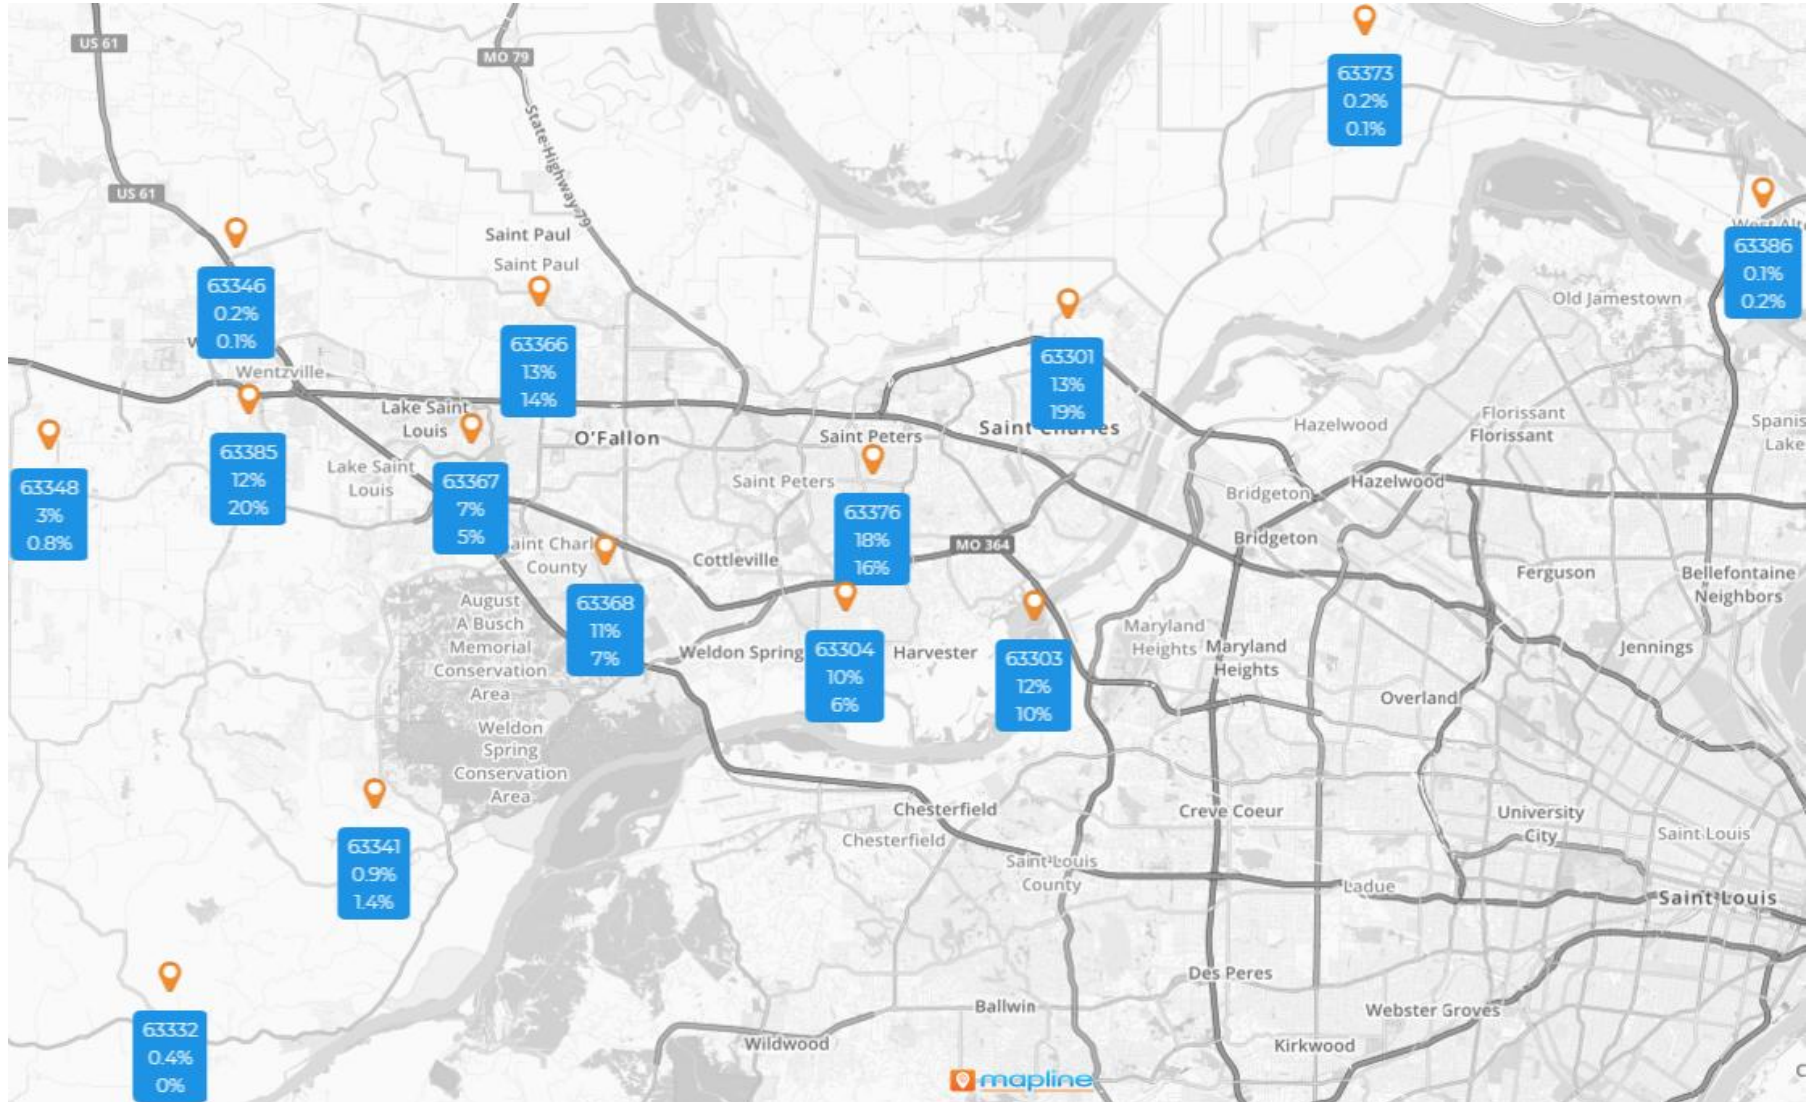 US 61
MO 79
63373
0.2%
0.1%
State Highway 79
US 61
63386
0.1%
0.2%
Saint Paul
Saint Paul
63346
0.2%
0.1%
Old Jamestown
63366
13%
14%
63301
13%
19%
Wentzville
Lake Saint
Louis
O'Fallon
Saint Peters
Saint Charles
Hazelwood
Florissant
Florissant
Spanis
Lake
63348
3%
0.8%
63385
12%
20%
Lake Saint
Louis
63367
7%
5%
Saint Peters
63376
18%
16%
Bridgeton
Hazelwood
MO 364
Bridgeton
County
Cottleville
Ferguson
Bellefontaine
Neighbors
August
A Busch
Memorial
Conservation
Area
63368
11%
7%
Weldon Spring
63304
10%
6%
Harvester
63303
12%
10%
Maryland
Heights
Maryland
Heights
Jennings
Overland
Weldon
Spring
Conservation
Area
63341
0.9%
1.4%
Chesterfield
Chesterfield
Creve Coeur
University
City
Saint Louis
Saint Louis
County
Ladue
Saint Louis
63332
0.4%
0%
Des Peres
Ballwin
Webster Groves
Wildwood
Kirkwood
mapline